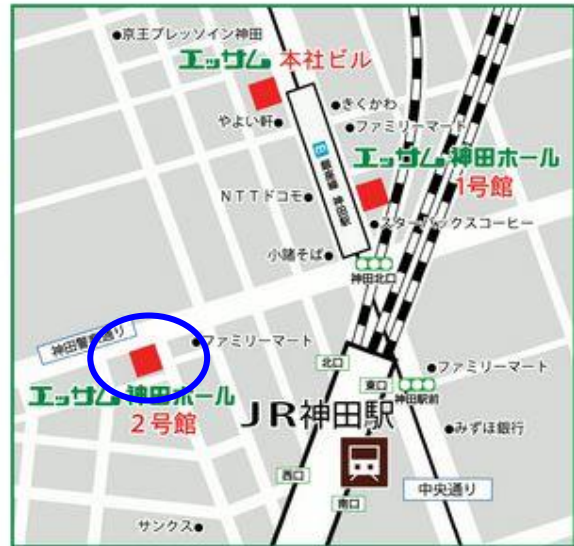 京王プレッソイン神田
エッサム 本社ビル
きくかわ
やよい軒
ファミリーマート
エッサム 神田ホール
1号館
NTTドコモ
スターバックスコーヒー
小諸そば
神田北口
神田警察通り
ファミリーマート
北口
東口
ファミリーマート
神田駅前
エッサム 神田ホール
2号館
JR神田駅
みずほ銀行
西口
中央通り
南口
サンクス